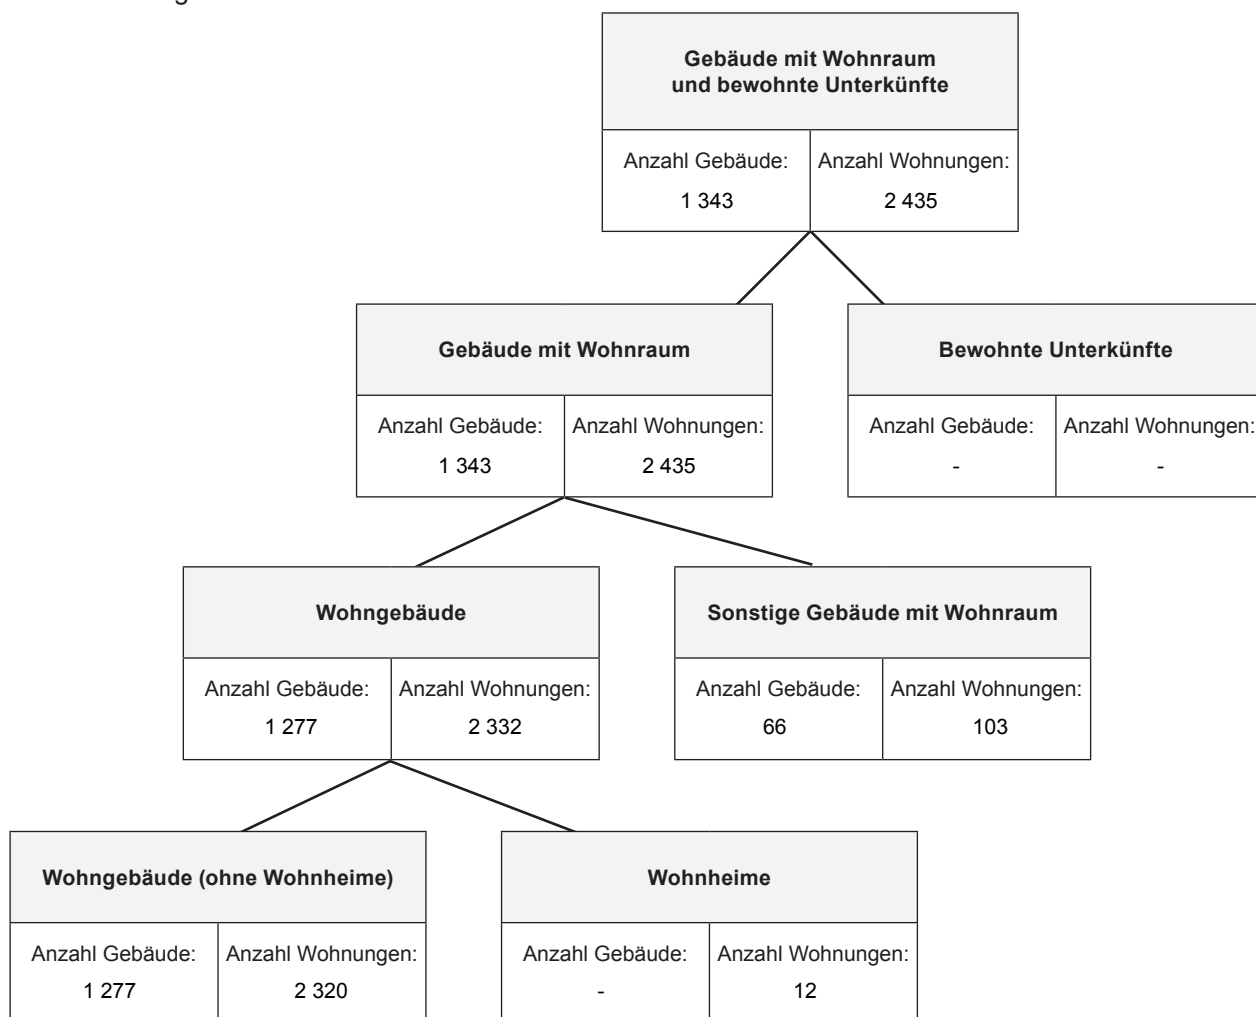 Gebäude mit Wohnraum
und bewohnte Unterkünfte
Anzahl Gebäude: Anzahl Wohnungen:
1 343 2 435
Gebäude mit Wohnraum Bewohnte Unterkünfte
Anzahl Gebäude: Anzahl Wohnungen: Anzahl Gebäude: Anzahl Wohnungen:
1 343 2 435 - -
Wohngebäude Sonstige Gebäude mit Wohnraum
Anzahl Gebäude: Anzahl Wohnungen: Anzahl Gebäude: Anzahl Wohnungen:
1 277 2 332 66 103
Wohngebäude (ohne Wohnheime) Wohnheime
Anzahl Gebäude: Anzahl Wohnungen: Anzahl Gebäude: Anzahl Wohnungen:
1 277 2 320 - 12